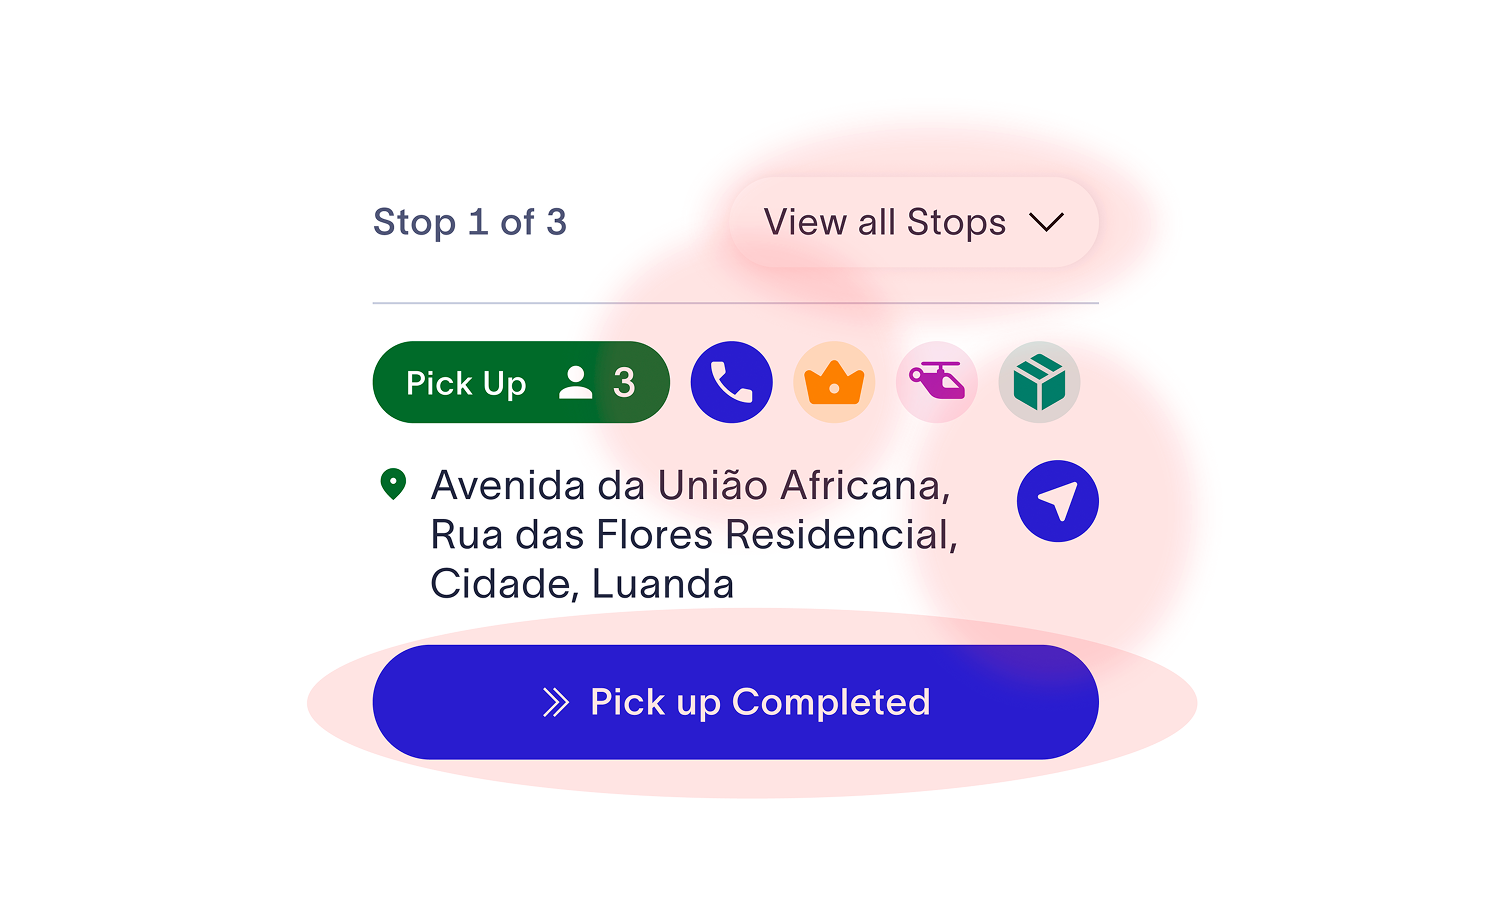 Stop 1 of 3
View all Stops
Pick Up 3
Avenida da União Africana,
Rua das Flores Residencial,
Cidade, Luanda
Pick up Completed